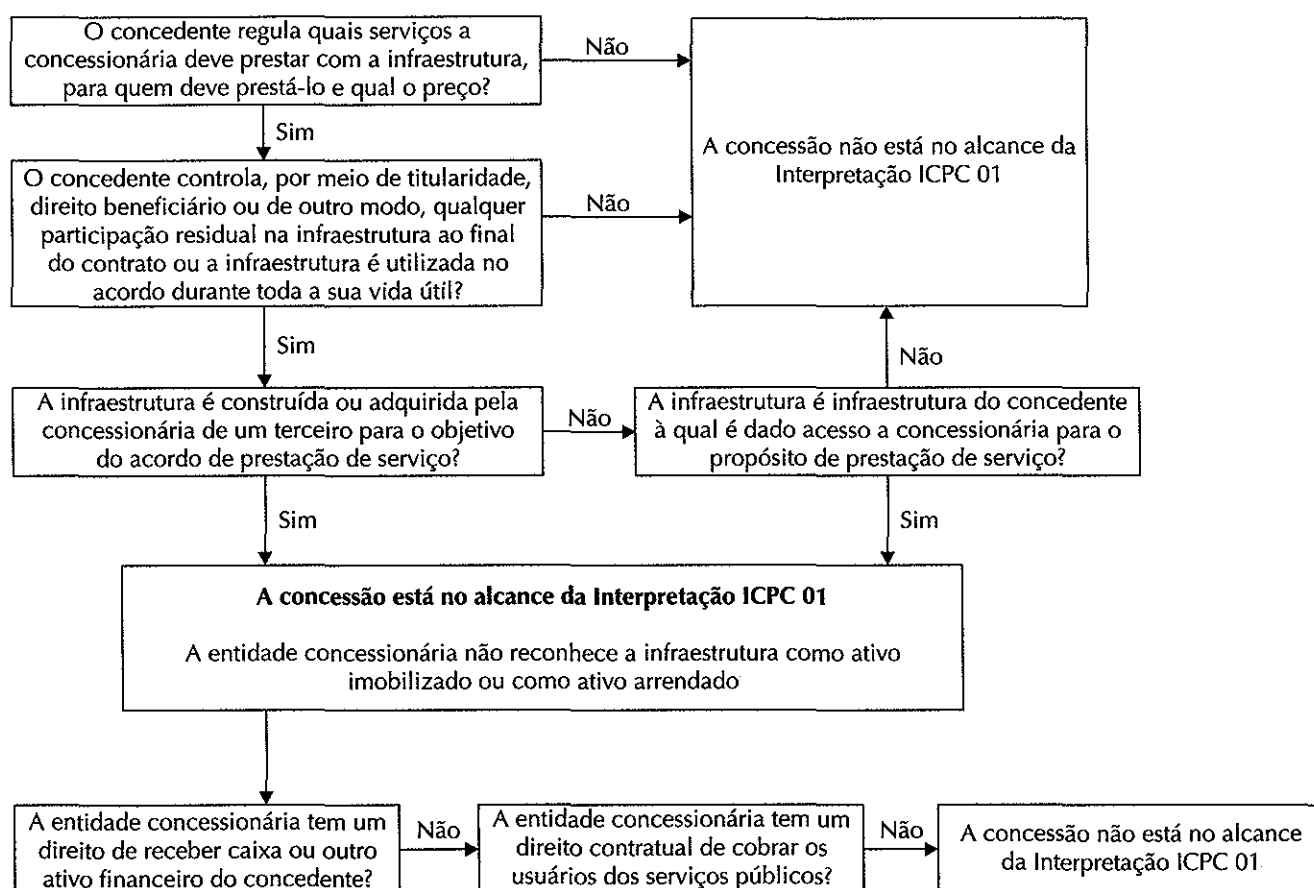 O concedente regula quais serviços a
concessionária deve prestar com a infraestrutura,
para quem deve prestá-lo e qual o preço?
Não
A concessão não está no alcance da
Interpretação ICPC 01
Sim
O concedente controla, por meio de titularidade,
direito beneficiário ou de outro modo, qualquer
participação residual na infraestrutura ao final
do contrato ou a infraestrutura é utilizada no
acordo durante toda a sua vida útil?
Não
Sim
Não
A infraestrutura é construída ou adquirida pela
concessionária de um terceiro para o objetivo
do acordo de prestação de serviço?
Não
A infraestrutura é infraestrutura do concedente
à qual é dado acesso a concessionária para o
propósito de prestação de serviço?
Sim
Sim
A concessão está no alcance da Interpretação ICPC 01
A entidade concessionária não reconhece a infraestrutura como ativo
imobilizado ou como ativo arrendado
A entidade concessionária tem um
direito de receber caixa ou outro
ativo financeiro do concedente?
Não
A entidade concessionária tem um
direito contratual de cobrar os
usuários dos serviços públicos?
Não
A concessão não está no alcance
da Interpretação ICPC 01